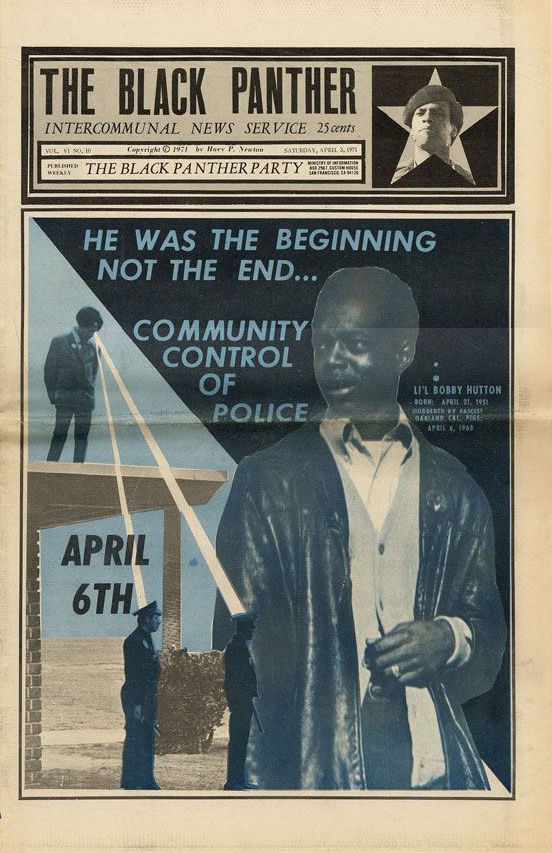 THE BLACK PANTHER
INTERCOMMUNAL NEWS SERVICE 25 cents
VOL. VI NO. 10 Copyright © 1971 by Huey P. Newton SATURDAY, APRIL 3, 1971
PUBLISHED WEEKLY
THE BLACK PANTHER PARTY
MINISTRY OF INFORMATION
BOX 2967, CUSTOM HOUSE
SAN FRANCISCO, CA 94126
HE WAS THE BEGINNING
NOT THE END...
COMMUNITY
CONTROL
OF
POLICE
LI'L BOBBY HUTTON
BORN: APRIL 21, 1951
MURDERED BY FASCIST
OAKLAND, CAL. PIGS:
APRIL 6, 1968
APRIL
6TH